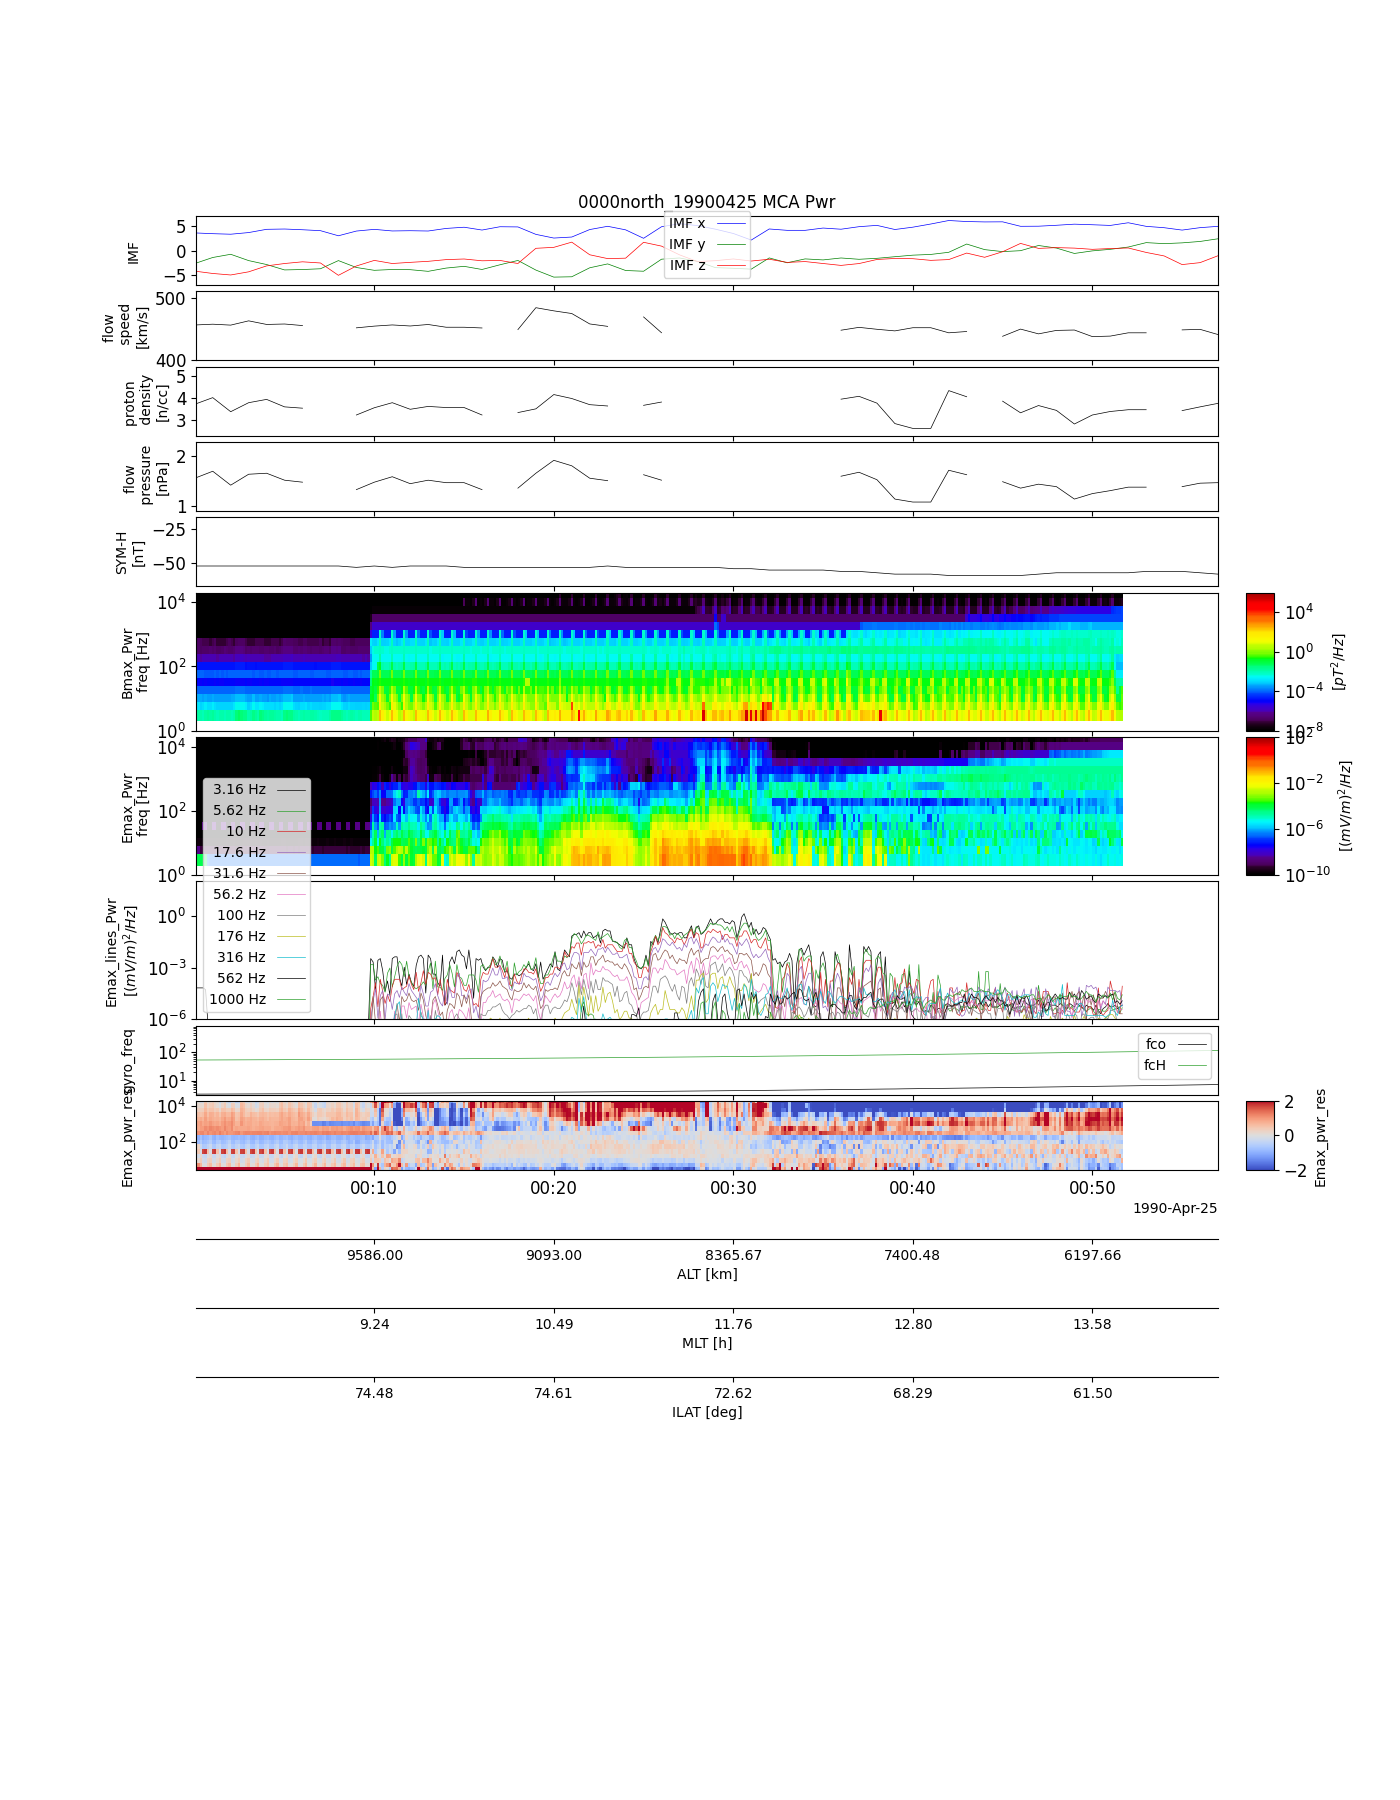 0000north_19900425 MCA Pwr
IMF
5
0
−5
IMF x
IMF y
IMF z
flow
speed
[km/s]
500
400
proton
density
[n/cc]
5
4
3
flow
pressure
[nPa]
2
1
SYM-H
[nT]
−25
−50
Bmax_Pwr
freq [Hz]
10^4
10^2
10^0
10^4
10^0
10^−4
10^−8
[pT^2/Hz]
Emax_Pwr
freq [Hz]
10^4
10^2
10^0
10^2
10^−2
10^−6
10^−10
[(mV/m)^2/Hz]
3.16 Hz
5.62 Hz
10 Hz
17.6 Hz
31.6 Hz
56.2 Hz
100 Hz
176 Hz
316 Hz
562 Hz
1000 Hz
Emax_lines_Pwr
[(mV/m)^2/Hz]
10^0
10^−3
10^−6
gyro_freq
10^2
10^1
fco
fcH
Emax_pwr_res
10^4
10^2
2
0
−2
Emax_pwr_res
00:10 00:20 00:30 00:40 00:50
1990-Apr-25
9586.00 9093.00 8365.67 7400.48 6197.66
ALT [km]
9.24 10.49 11.76 12.80 13.58
MLT [h]
74.48 74.61 72.62 68.29 61.50
ILAT [deg]